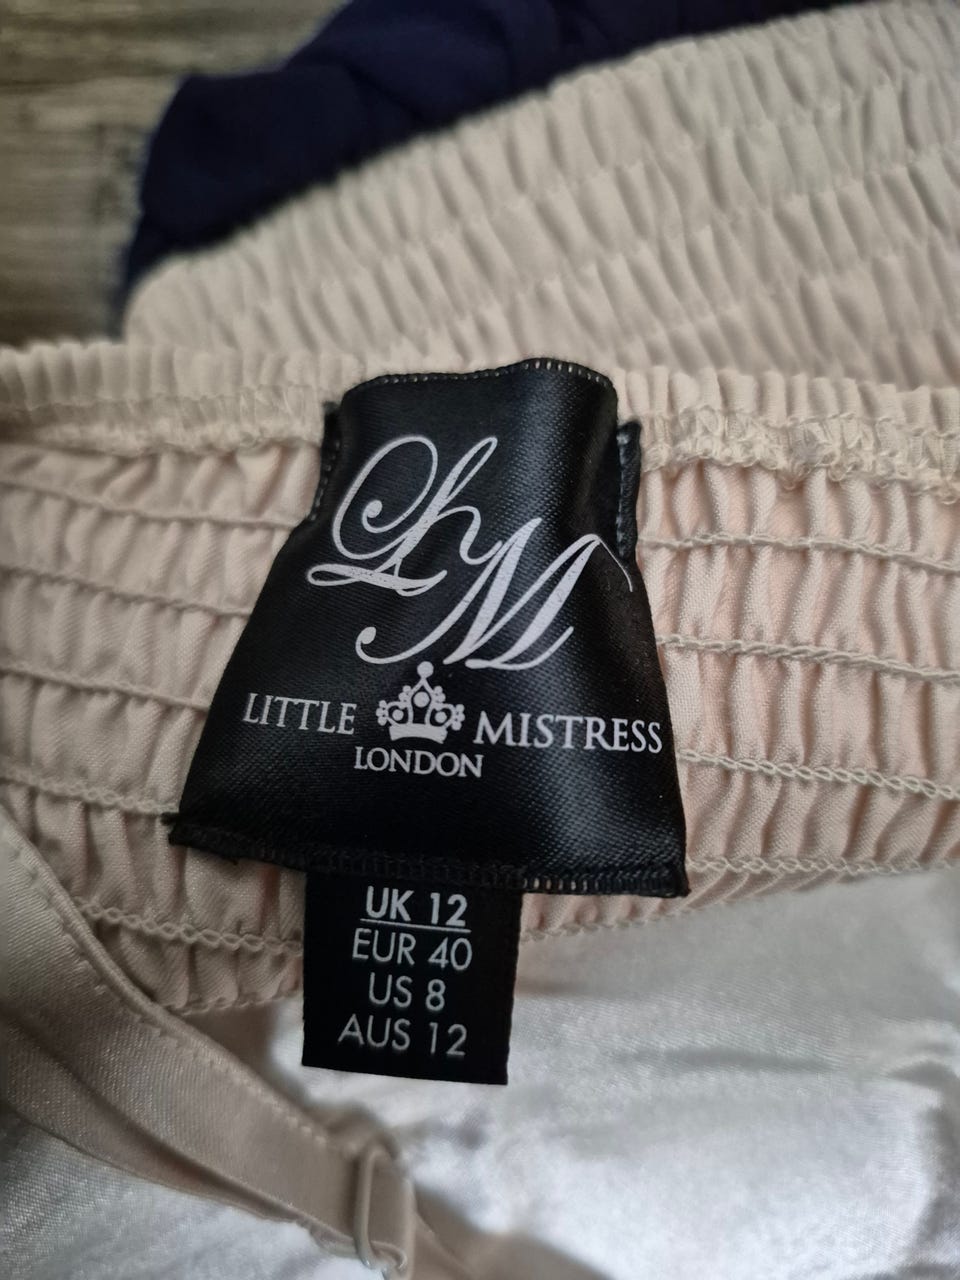 LM
LITTLE MISTRESS
LONDON
UK 12
EUR 40
US 8
AUS 12